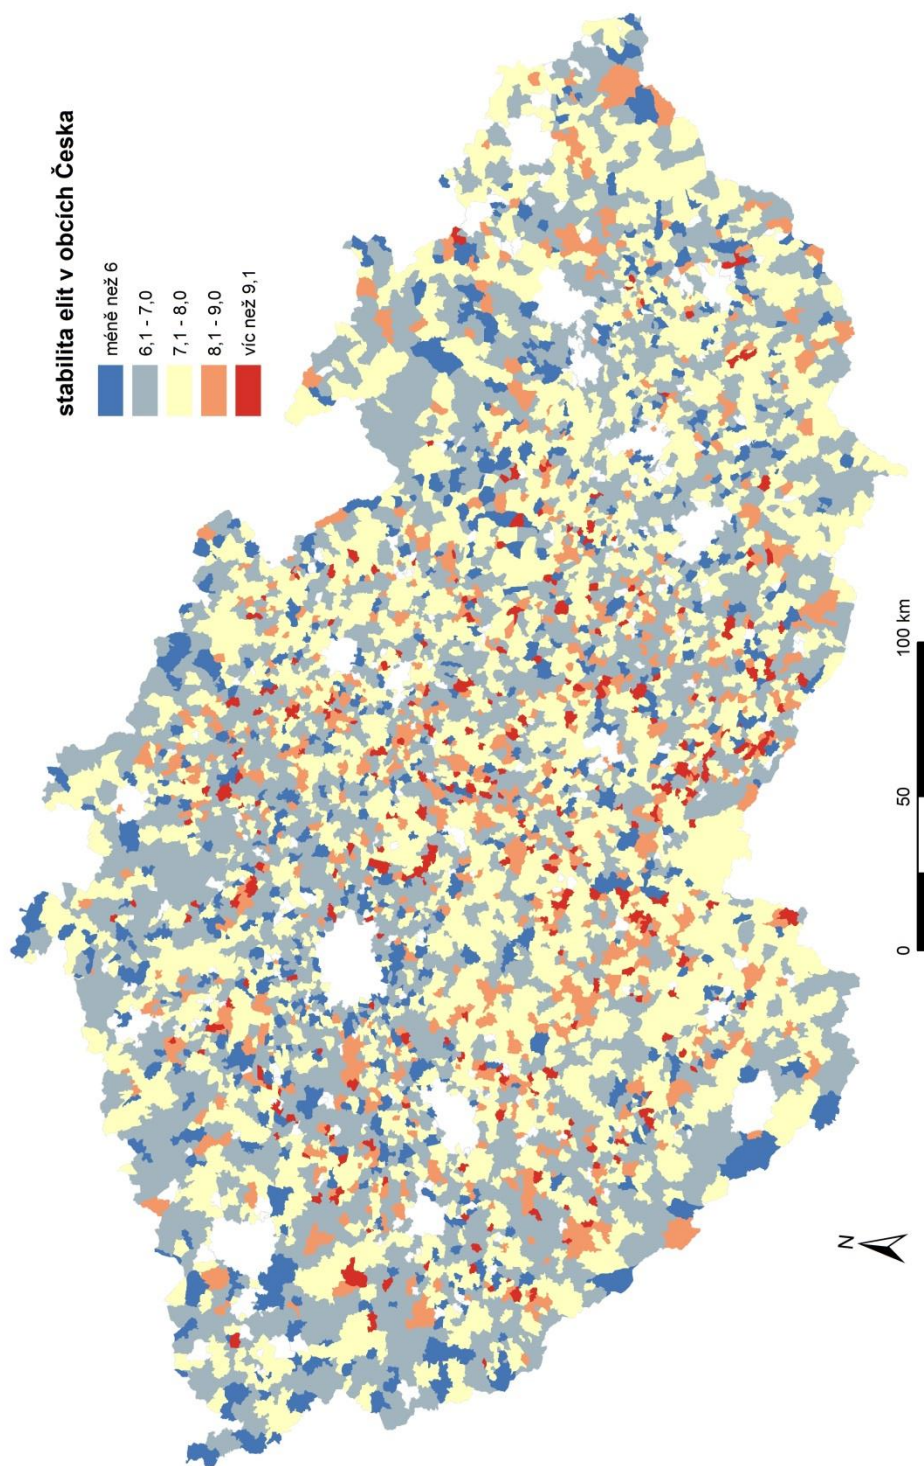 stabilita elit v obcích Česka
méně než 6
6,1 - 7,0
7,1 - 8,0
8,1 - 9,0
víc než 9,1
N
0
50
100 km